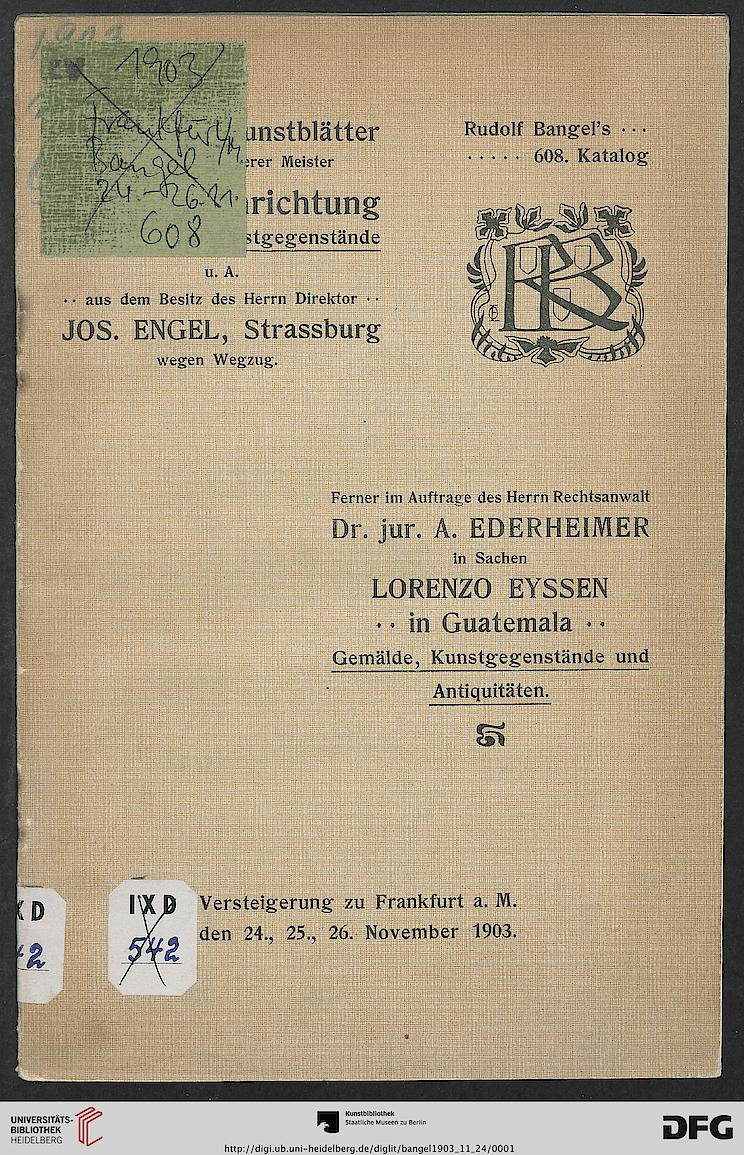 1903
1903
Frankfurt/M
Bangel
24.-26.11.
608
unstblätter
erer Meister
richtung
stgegenstände
u. A.
·· aus dem Besitz des Herrn Direktor ··
JOS. ENGEL, Strassburg
wegen Wegzug.
Rudolf Bangel's ···
····· 608. Katalog
RB
Ferner im Auftrage des Herrn Rechtsanwalt
Dr. jur. A. EDERHEIMER
in Sachen
LORENZO EYSSEN
·· in Guatemala ··
Gemälde, Kunstgegenstände und
Antiquitäten.
X D
42
IX D
542
Versteigerung zu Frankfurt a. M.
den 24., 25., 26. November 1903.
UNIVERSITÄTS-
BIBLIOTHEK
HEIDELBERG
Kunstbibliothek
Staatliche Museen zu Berlin
DFG
http://digi.ub.uni-heidelberg.de/diglit/bangel1903_11_24/0001